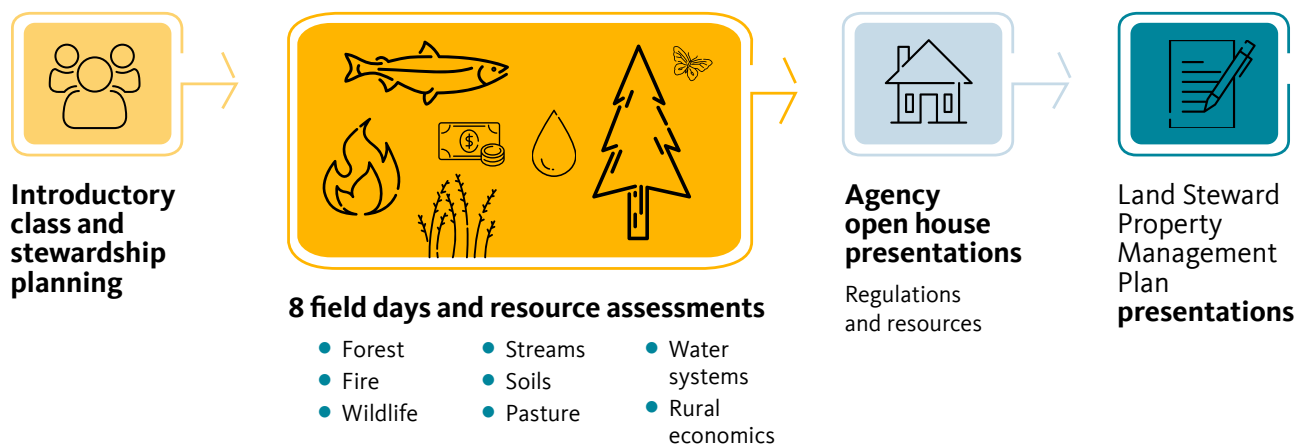 Introductory
class and
stewardship
planning
8 field days and resource assessments
Forest
Fire
Wildlife
Streams
Soils
Pasture
Water
systems
Rural
economics
Agency
open house
presentations
Regulations
and resources
Land Steward
Property
Management
Plan
presentations